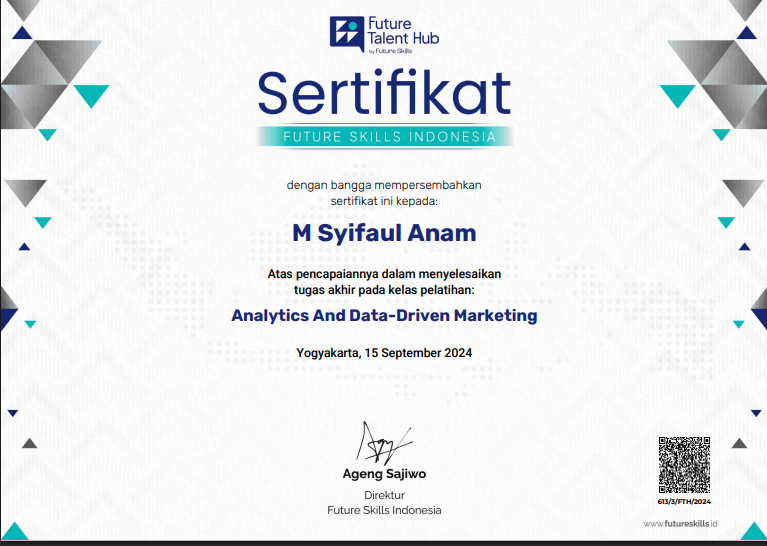 Future
Talent Hub
by Future Skills
Sertifikat
FUTURE SKILLS INDONESIA
dengan bangga mempersembahkan
sertifikat ini kepada:
M Syifaul Anam
Atas pencapaiannya dalam menyelesaikan
tugas akhir pada kelas pelatihan:
Analytics And Data-Driven Marketing
Yogyakarta, 15 September 2024
Ageng Sajiwo
Direktur
Future Skills Indonesia
613/3/FTH/2024
www.futureskills.id